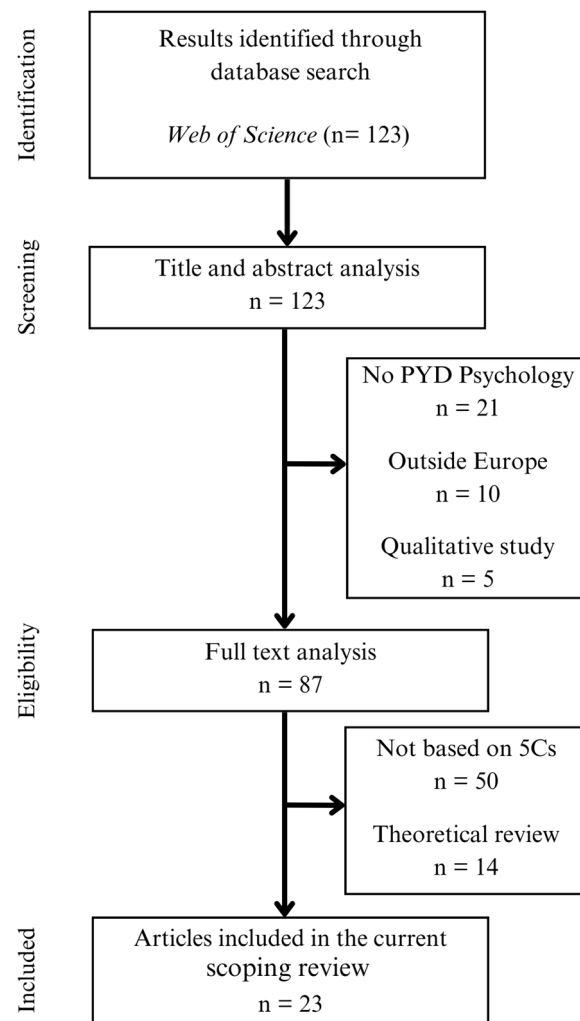 Identification
Results identified through
database search
Web of Science (n= 123)
Screening
Title and abstract analysis
n = 123
No PYD Psychology
n = 21
Outside Europe
n = 10
Qualitative study
n = 5
Eligibility
Full text analysis
n = 87
Not based on 5Cs
n = 50
Theoretical review
n = 14
Included
Articles included in the current
scoping review
n = 23